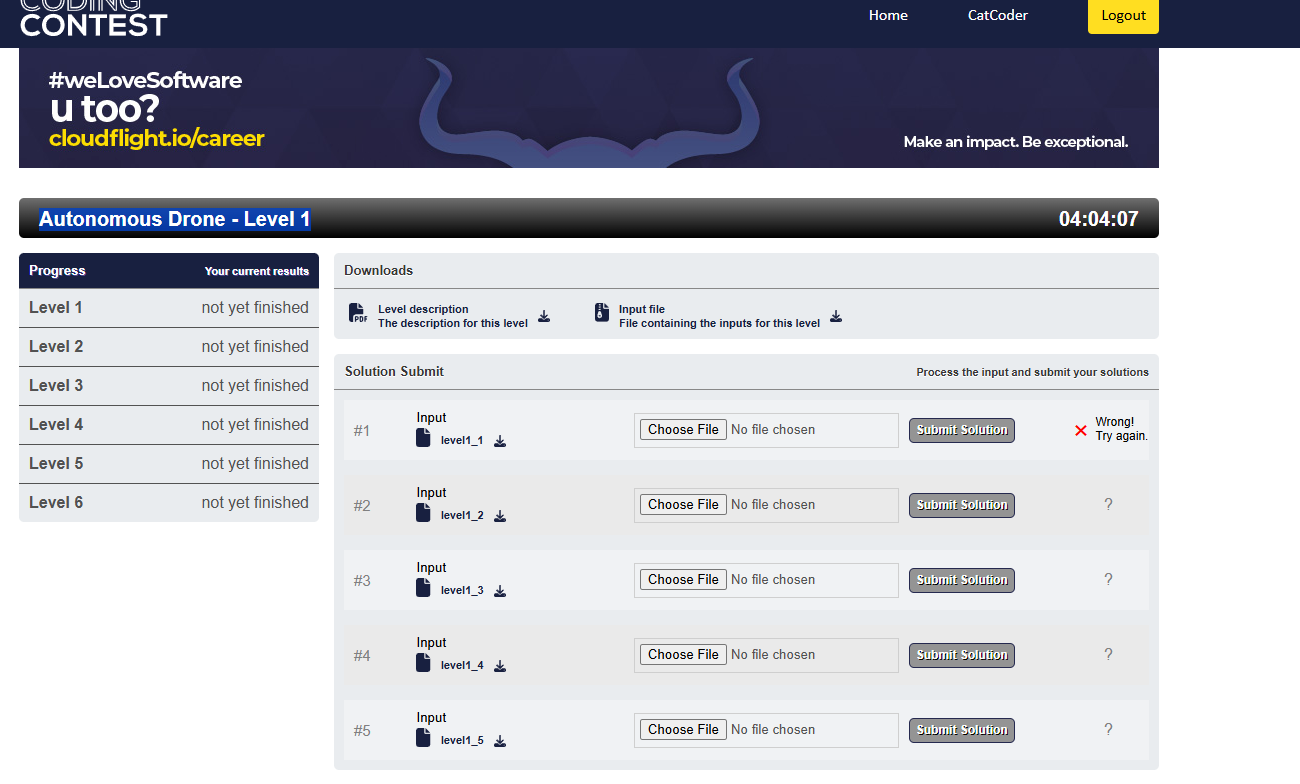 CODING
CONTEST
Home
CatCoder
Logout
#weLoveSoftware
u too?
cloudflight.io/career
Make an impact. Be exceptional.
Autonomous Drone - Level 1
04:04:07
Progress
Your current results
Level 1
not yet finished
Level 2
not yet finished
Level 3
not yet finished
Level 4
not yet finished
Level 5
not yet finished
Level 6
not yet finished
Downloads
PDF
Level description
The description for this level
Input file
File containing the inputs for this level
Solution Submit
Process the input and submit your solutions
#1
Input
level1_1
Choose File
No file chosen
Submit Solution
Wrong!
Try again.
#2
Input
level1_2
Choose File
No file chosen
Submit Solution
?
#3
Input
level1_3
Choose File
No file chosen
Submit Solution
?
#4
Input
level1_4
Choose File
No file chosen
Submit Solution
?
#5
Input
level1_5
Choose File
No file chosen
Submit Solution
?